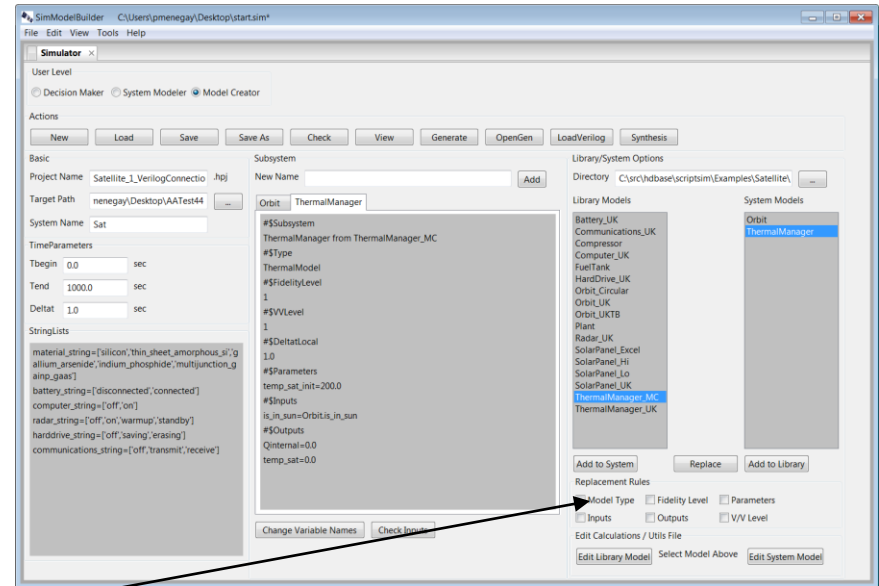 SimModelBuilder C:\Users\pmenegay\Desktop\start.sim*
File Edit View Tools Help
Simulator ×
User Level
Decision Maker System Modeler Model Creator
Actions
New Load Save Save As Check View Generate OpenGen LoadVerilog Synthesis
Basic
Project Name Satellite_1_VerilogConnectio .hpj
Target Path nenegay\Desktop\AATest44 ...
System Name Sat
TimeParameters
Tbegin 0.0 sec
Tend 1000.0 sec
Deltat 1.0 sec
StringLists
material_string=['silicon','thin_sheet_amorphous_si','g
allium_arsenide','indium_phosphide','multijunction_g
ainp_gaas']
battery_string=['disconnected','connected']
computer_string=['off','on']
radar_string=['off','on','warmup','standby']
harddrive_string=['off','saving','erasing']
communications_string=['off','transmit','receive']
Subsystem
New Name Add
Orbit ThermalManager
#$Subsystem
ThermalManager from ThermalManager_MC
#$Type
ThermalModel
#$FidelityLevel
1
#$VVLevel
1
#$DeltatLocal
1.0
#$Parameters
temp_sat_init=200.0
#$Inputs
is_in_sun=Orbit.is_in_sun
#$Outputs
Qinternal=0.0
temp_sat=0.0
Change Variable Names Check Inputs
Library/System Options
Directory C:\src\hdbase\scriptsim\Examples\Satellite\ ...
Library Models
Battery_UK
Communications_UK
Compressor
Computer_UK
FuelTank
HardDrive_UK
Orbit_Circular
Orbit_UK
Orbit_UKTB
Plant
Radar_UK
SolarPanel_Excel
SolarPanel_Hi
SolarPanel_Lo
SolarPanel_UK
ThermalManager_MC
ThermalManager_UK
System Models
Orbit
ThermalManager
Add to System Replace Add to Library
Replacement Rules
Model Type Fidelity Level Parameters
Inputs Outputs V/V Level
Edit Calculations / Utils File
Edit Library Model Select Model Above Edit System Model